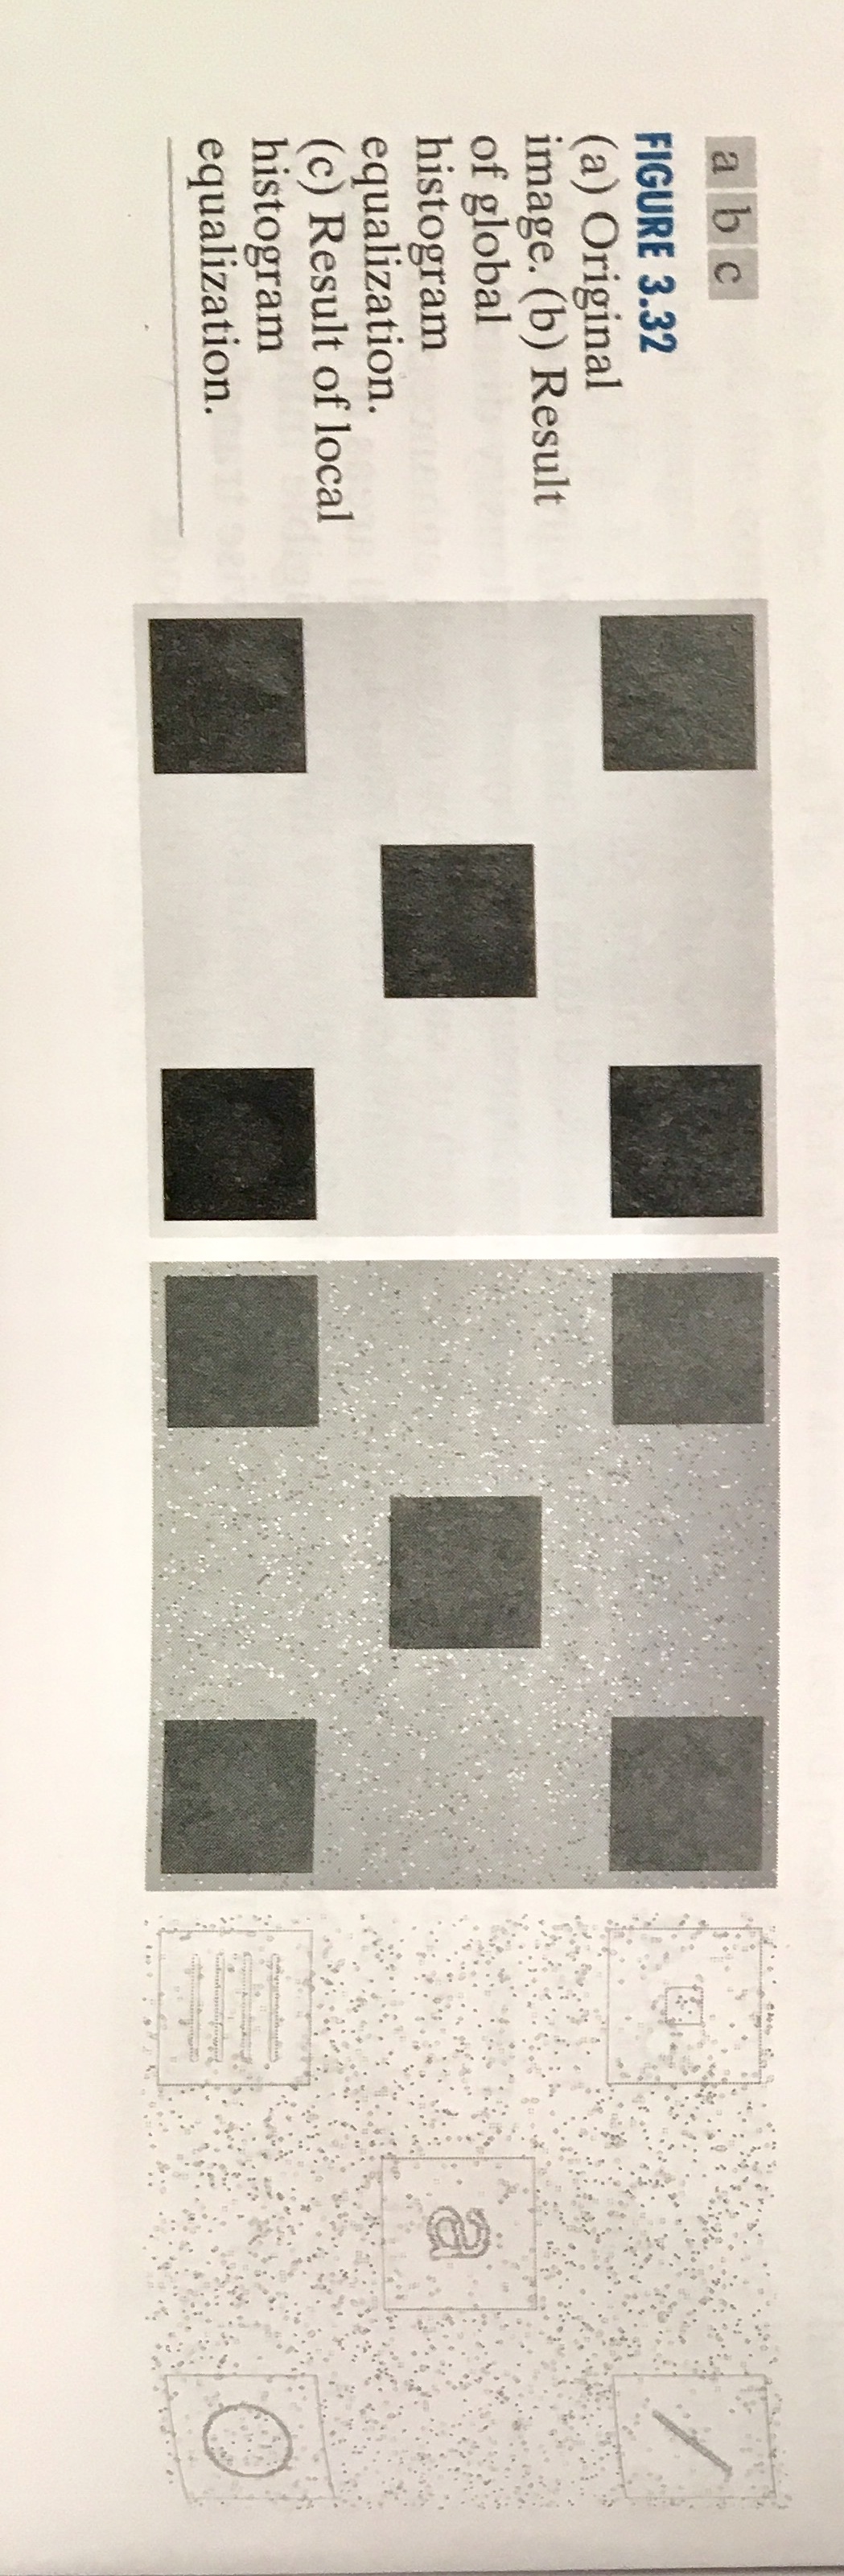 a b c
FIGURE 3.32
(a) Original
image. (b) Result
of global
histogram
equalization.
(c) Result of local
histogram
equalization.
a